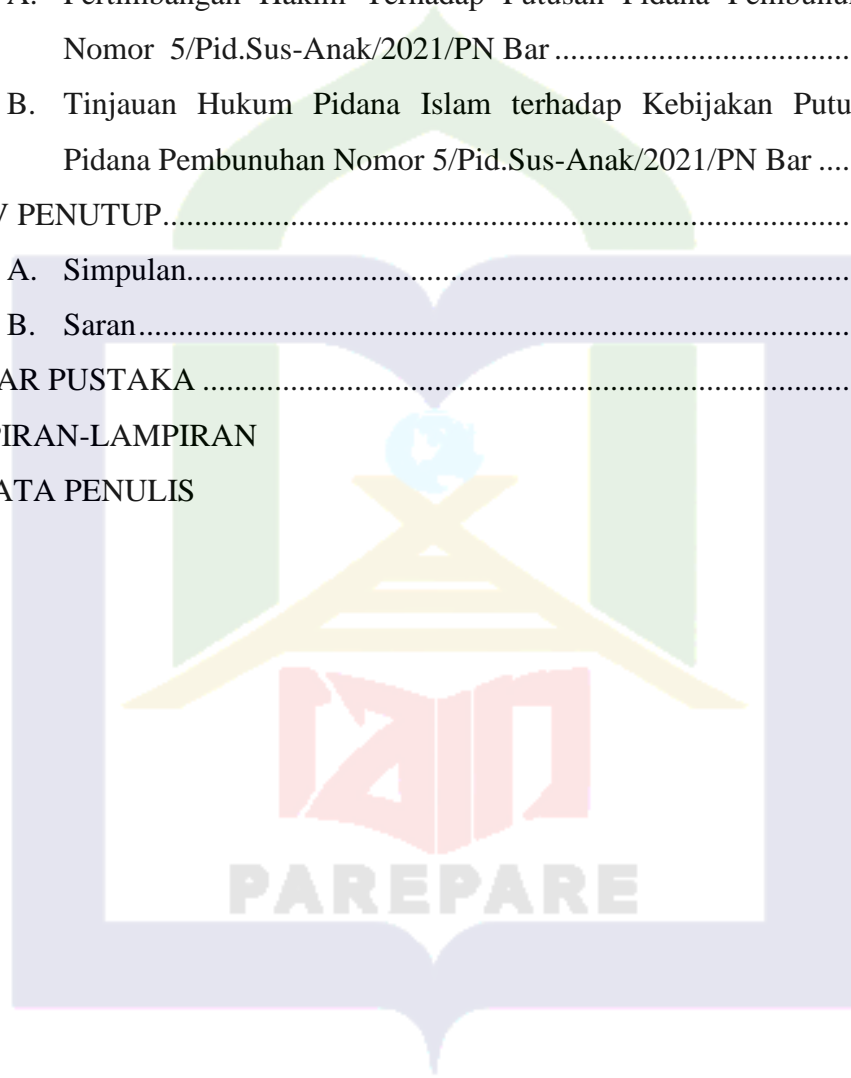 A. Pertimbangan Hakim Terhadap Putusan Pidana Pembunuh
Nomor 5/Pid.Sus-Anak/2021/PN Bar ...................................
B. Tinjauan Hukum Pidana Islam terhadap Kebijakan Putu
Pidana Pembunuhan Nomor 5/Pid.Sus-Anak/2021/PN Bar .....
V PENUTUP.......................................................................................
A. Simpulan....................................................................................
B. Saran..........................................................................................
AR PUSTAKA ..................................................................................
PIRAN-LAMPIRAN
ATA PENULIS
iain
PAREPARE